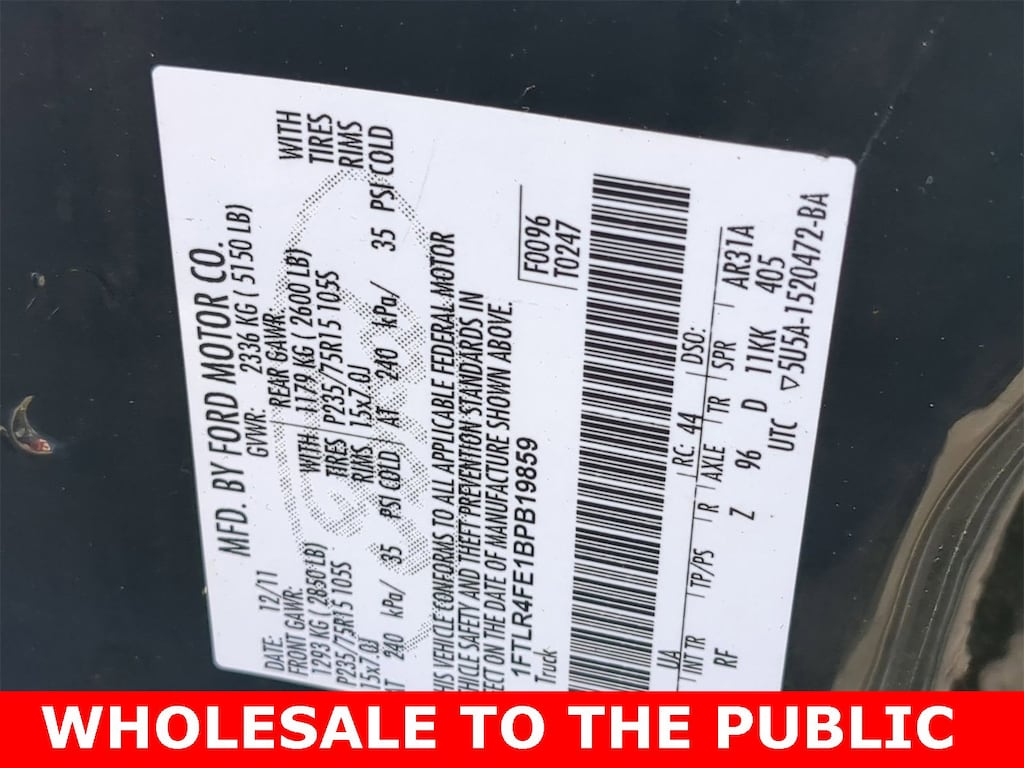 MFD. BY FORD MOTOR CO.
DATE: 12/11 GVWR: 2336 KG ( 5150 LB)
FRONT GAWR: REAR GAWR:
1293 KG ( 2850 LB) WITH 1179 KG ( 2600 LB) WITH
P235/75R15 105S TIRES P235/75R15 105S TIRES
15x7.0J RIMS 15x7.0J RIMS
AT 240 kPa/ 35 PSI COLD AT 240 kPa/ 35 PSI COLD
THIS VEHICLE CONFORMS TO ALL APPLICABLE FEDERAL MOTOR
VEHICLE SAFETY AND THEFT PREVENTION STANDARDS IN
EFFECT ON THE DATE OF MANUFACTURE SHOWN ABOVE.
1FTLR4FE1BPB19859
Truck
F0096
T0247
UA RC: 44 DSO:
INT TR TP/PS R AXLE TR SPR AR31A
RF Z 96 D 11KK 405
UTC ▽5U5A-1520472-BA
WHOLESALE TO THE PUBLIC